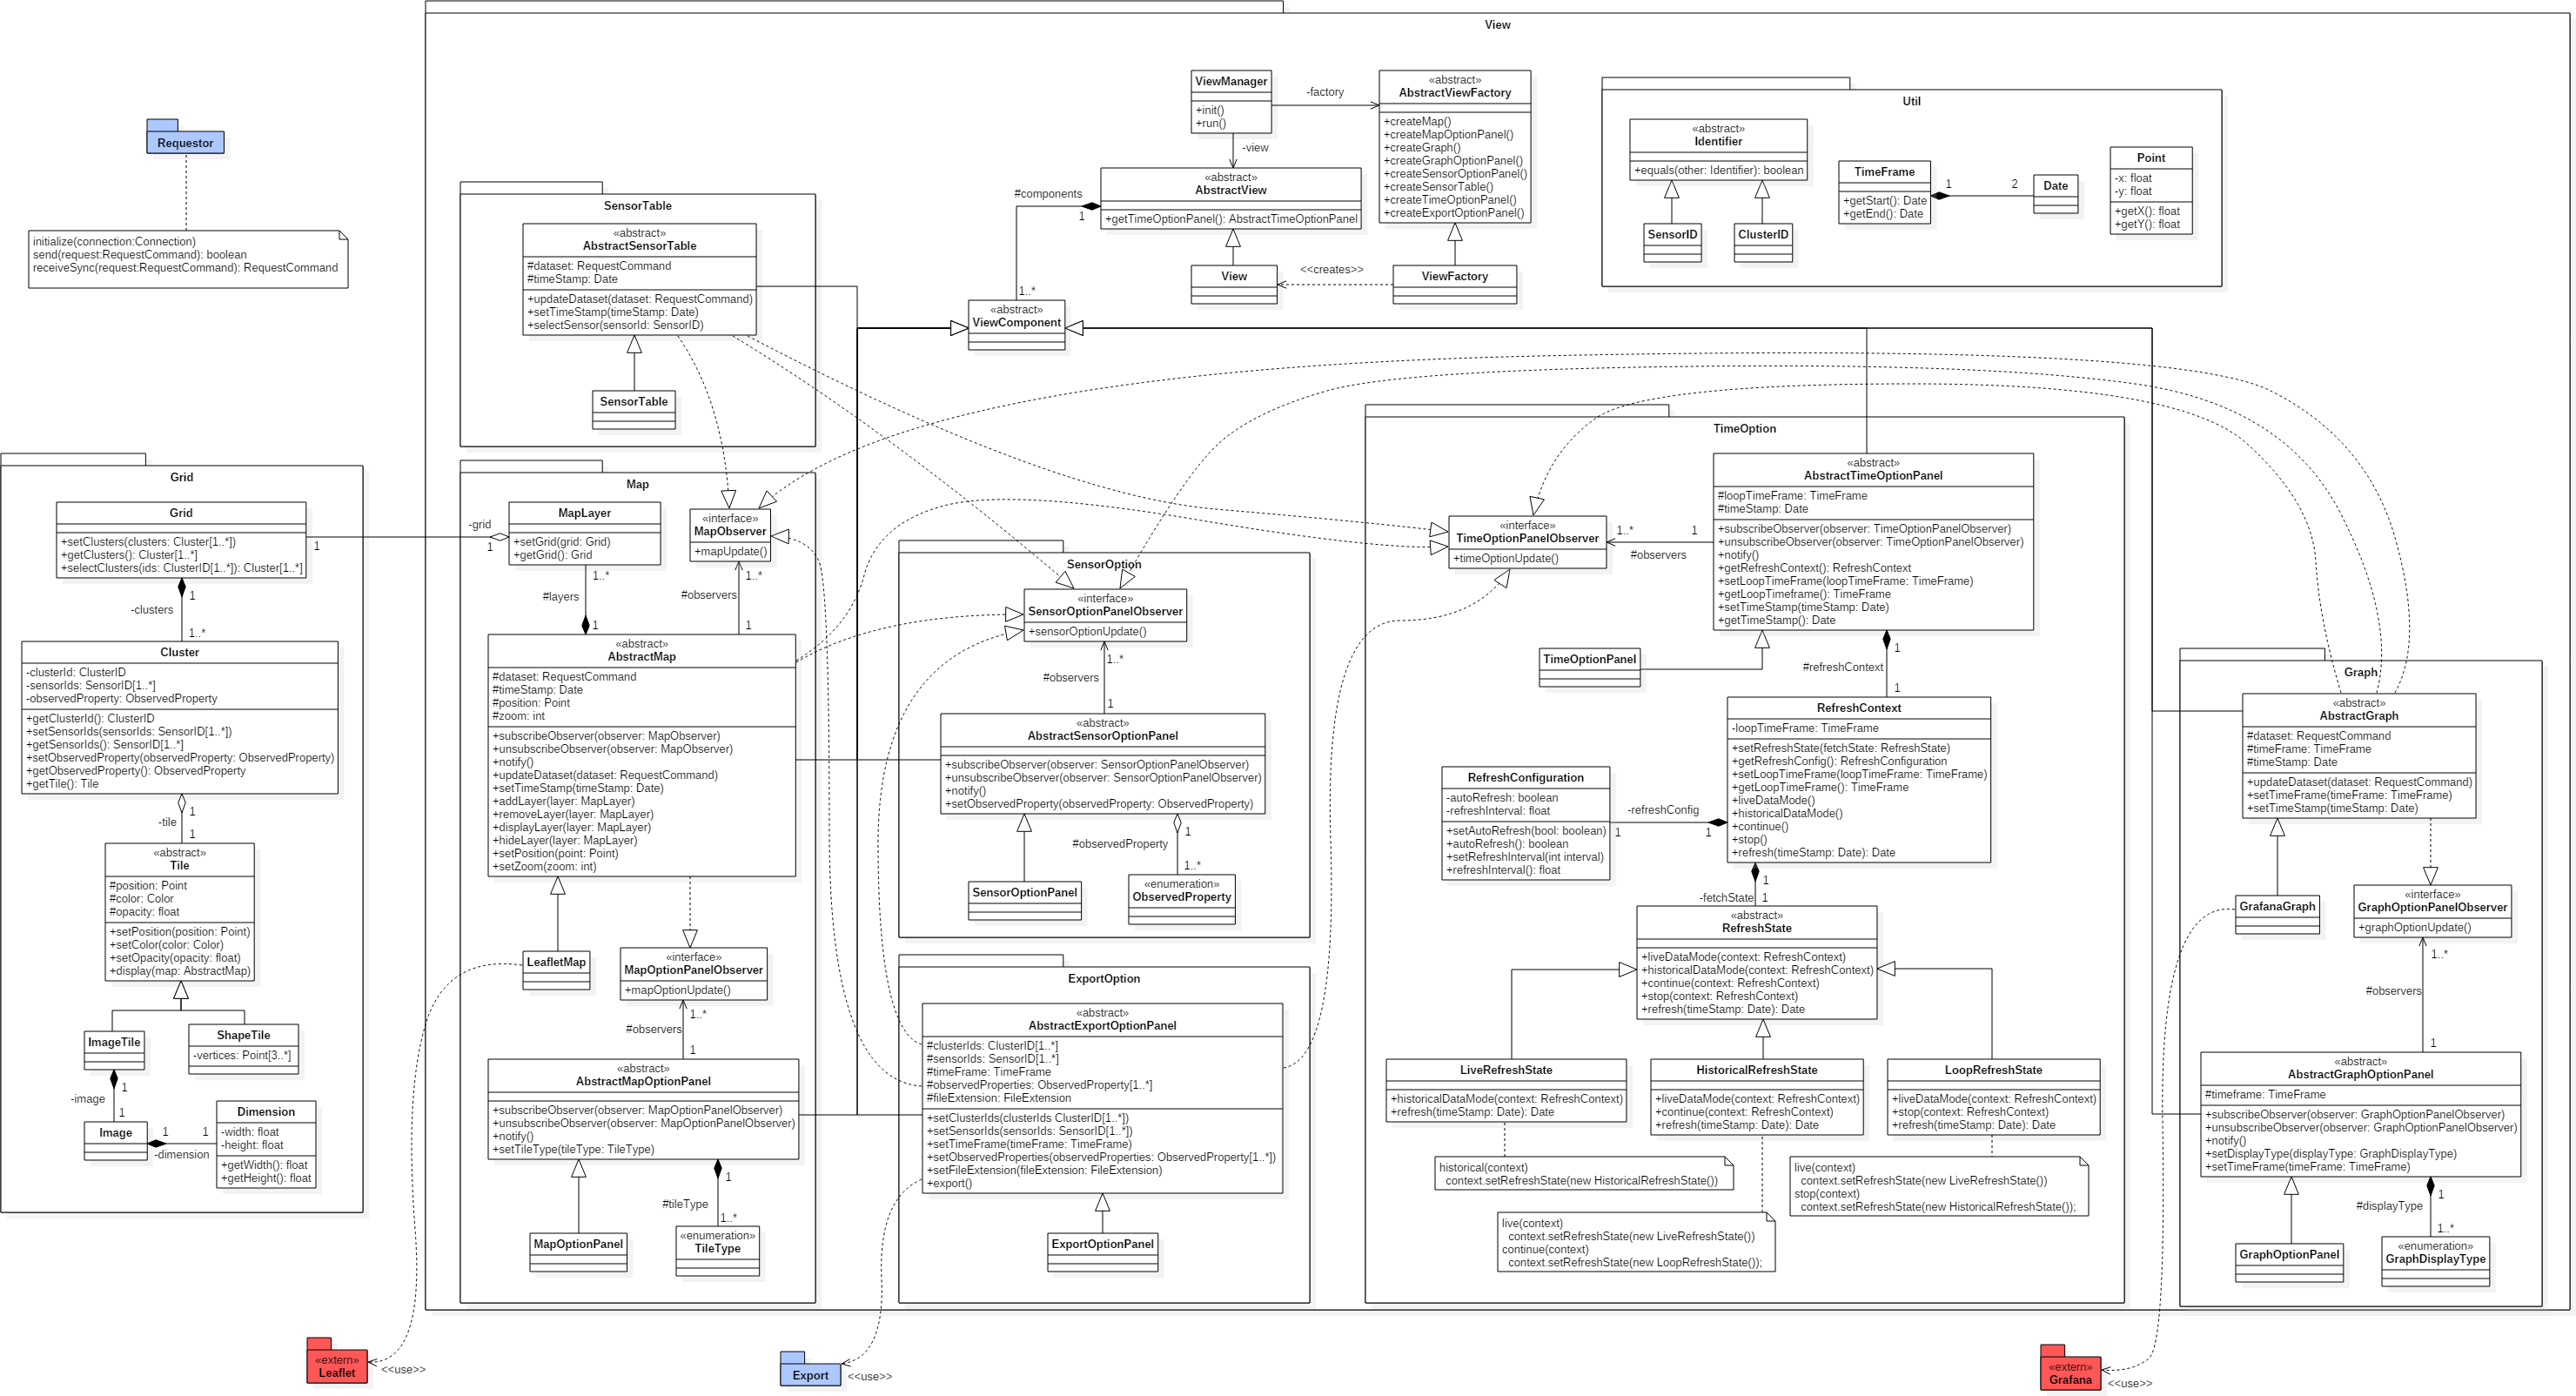 View
Requestor
initialize(connection:Connection)
send(request:RequestCommand): boolean
receiveSync(request:RequestCommand): RequestCommand
ViewManager
+init()
+run()
-factory
-view
«abstract»
AbstractViewFactory
+createMap()
+createMapOptionPanel()
+createGraph()
+createGraphOptionPanel()
+createSensorOptionPanel()
+createSensorTable()
+createTimeOptionPanel()
+createExportOptionPanel()
«abstract»
AbstractView
+getTimeOptionPanel(): AbstractTimeOptionPanel
#components
1
1..*
View
<<creates>>
ViewFactory
«abstract»
ViewComponent
Util
«abstract»
Identifier
+equals(other: Identifier): boolean
SensorID
ClusterID
TimeFrame
+getStart(): Date
+getEnd(): Date
1
2
Date
Point
-x: float
-y: float
+getX(): float
+getY(): float
SensorTable
«abstract»
AbstractSensorTable
#dataset: RequestCommand
#timeStamp: Date
+updateDataset(dataset: RequestCommand)
+setTimeStamp(timeStamp: Date)
+selectSensor(sensorId: SensorID)
SensorTable
Grid
Grid
+setClusters(clusters: Cluster[1..*])
+getClusters(): Cluster[1..*]
+selectClusters(ids: ClusterID[1..*]): Cluster[1..*]
1
-grid
1
1
-clusters
1..*
Cluster
-clusterId: ClusterID
-sensorIds: SensorID[1..*]
-observedProperty: ObservedProperty
+getClusterId(): ClusterID
+setSensorIds(sensorIds: SensorID[1..*])
+getSensorIds(): SensorID[1..*]
+setObservedProperty(observedProperty: ObservedProperty)
+getObservedProperty(): ObservedProperty
+getTile(): Tile
1
-tile
1
«abstract»
Tile
#position: Point
#color: Color
#opacity: float
+setPosition(position: Point)
+setColor(color: Color)
+setOpacity(opacity: float)
+display(map: AbstractMap)
ImageTile
ShapeTile
-vertices: Point[3..*]
1
-image
1
Image
1
1
-dimension
Dimension
-width: float
-height: float
+getWidth(): float
+getHeight(): float
Map
MapLayer
+setGrid(grid: Grid)
+getGrid(): Grid
«interface»
MapObserver
+mapUpdate()
1..*
#layers
1
1..*
#observers
1
«abstract»
AbstractMap
#dataset: RequestCommand
#timeStamp: Date
#position: Point
#zoom: int
+subscribeObserver(observer: MapObserver)
+unsubscribeObserver(observer: MapObserver)
+notify()
+updateDataset(dataset: RequestCommand)
+setTimeStamp(timeStamp: Date)
+addLayer(layer: MapLayer)
+removeLayer(layer: MapLayer)
+displayLayer(layer: MapLayer)
+hideLayer(layer: MapLayer)
+setPosition(point: Point)
+setZoom(zoom: int)
LeafletMap
«interface»
MapOptionPanelObserver
+mapOptionUpdate()
1..*
#observers
1
«abstract»
AbstractMapOptionPanel
+subscribeObserver(observer: MapOptionPanelObserver)
+unsubscribeObserver(observer: MapOptionPanelObserver)
+notify()
+setTileType(tileType: TileType)
1
#tileType
1..*
MapOptionPanel
«enumeration»
TileType
SensorOption
«interface»
SensorOptionPanelObserver
+sensorOptionUpdate()
1..*
#observers
1
«abstract»
AbstractSensorOptionPanel
+subscribeObserver(observer: SensorOptionPanelObserver)
+unsubscribeObserver(observer: SensorOptionPanelObserver)
+notify()
+setObservedProperty(observedProperty: ObservedProperty)
1
#observedProperty
1..*
SensorOptionPanel
«enumeration»
ObservedProperty
ExportOption
«abstract»
AbstractExportOptionPanel
#clusterIds: ClusterID[1..*]
#sensorIds: SensorID[1..*]
#timeFrame: TimeFrame
#observedProperties: ObservedProperty[1..*]
#fileExtension: FileExtension
+setClusterIds(clusterIds ClusterID[1..*])
+setSensorIds(sensorIds: SensorID[1..*])
+setTimeFrame(timeFrame: TimeFrame)
+setObservedProperties(observedProperties: ObservedProperty[1..*])
+setFileExtension(fileExtension: FileExtension)
+export()
ExportOptionPanel
TimeOption
«interface»
TimeOptionPanelObserver
+timeOptionUpdate()
1..*
1
#observers
«abstract»
AbstractTimeOptionPanel
#loopTimeFrame: TimeFrame
#timeStamp: Date
+subscribeObserver(observer: TimeOptionPanelObserver)
+unsubscribeObserver(observer: TimeOptionPanelObserver)
+notify()
+getRefreshContext(): RefreshContext
+setLoopTimeFrame(loopTimeFrame: TimeFrame)
+getLoopTimeframe(): TimeFrame
+setTimeStamp(timeStamp: Date)
+getTimeStamp(): Date
TimeOptionPanel
1
#refreshContext
1
RefreshContext
-loopTimeFrame: TimeFrame
+setRefreshState(fetchState: RefreshState)
+getRefreshConfig(): RefreshConfiguration
+setLoopTimeFrame(loopTimeFrame: TimeFrame)
+getLoopTimeFrame(): TimeFrame
+liveDataMode()
+historicalDataMode()
+continue()
+stop()
+refresh(timeStamp: Date): Date
RefreshConfiguration
-autoRefresh: boolean
-refreshInterval: float
+setAutoRefresh(bool: boolean)
+autoRefresh(): boolean
+setRefreshInterval(int interval)
+refreshInterval(): float
-refreshConfig
1
1
1
-fetchState
1
«abstract»
RefreshState
+liveDataMode(context: RefreshContext)
+historicalDataMode(context: RefreshContext)
+continue(context: RefreshContext)
+stop(context: RefreshContext)
+refresh(timeStamp: Date): Date
LiveRefreshState
+historicalDataMode(context: RefreshContext)
+refresh(timeStamp: Date): Date
HistoricalRefreshState
+liveDataMode(context: RefreshContext)
+continue(context: RefreshContext)
+refresh(timeStamp: Date): Date
LoopRefreshState
+liveDataMode(context: RefreshContext)
+stop(context: RefreshContext)
+refresh(timeStamp: Date): Date
historical(context)
context.setRefreshState(new HistoricalRefreshState())
live(context)
context.setRefreshState(new LiveRefreshState())
continue(context)
context.setRefreshState(new LoopRefreshState());
live(context)
context.setRefreshState(new LiveRefreshState())
stop(context)
context.setRefreshState(new HistoricalRefreshState());
Graph
«abstract»
AbstractGraph
#dataset: RequestCommand
#timeFrame: TimeFrame
#timeStamp: Date
+updateDataset(dataset: RequestCommand)
+setTimeFrame(timeFrame: TimeFrame)
+setTimeStamp(timeStamp: Date)
GrafanaGraph
«interface»
GraphOptionPanelObserver
+graphOptionUpdate()
1..*
#observers
1
«abstract»
AbstractGraphOptionPanel
#timeframe: TimeFrame
+subscribeObserver(observer: GraphOptionPanelObserver)
+unsubscribeObserver(observer: GraphOptionPanelObserver)
+notify()
+setDisplayType(displayType: GraphDisplayType)
+setTimeFrame(timeFrame: TimeFrame)
1
#displayType
1..*
GraphOptionPanel
«enumeration»
GraphDisplayType
«extern»
Leaflet
<<use>>
Export
<<use>>
«extern»
Grafana
<<use>>